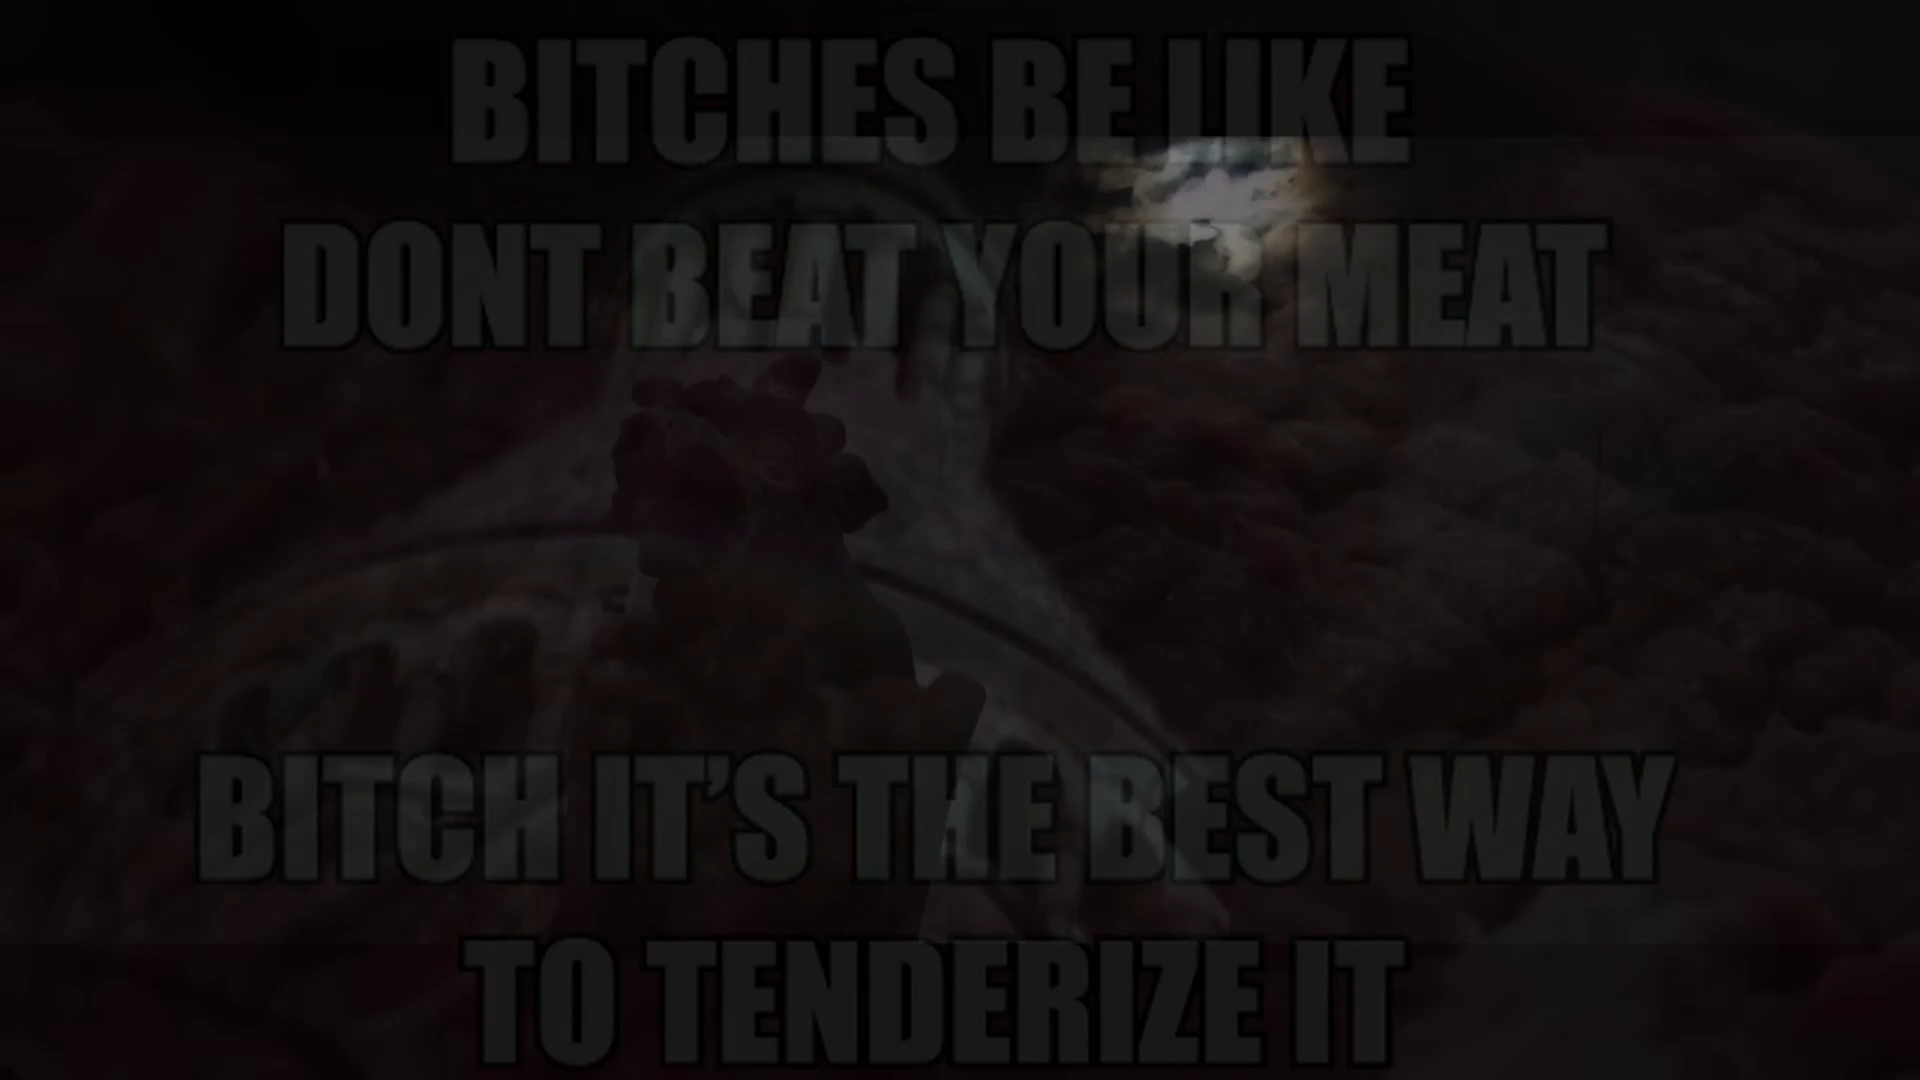 BITCHES BE LIKE
DONT BEAT YOUR MEAT
BITCH IT'S THE BEST WAY
TO TENDERIZE IT